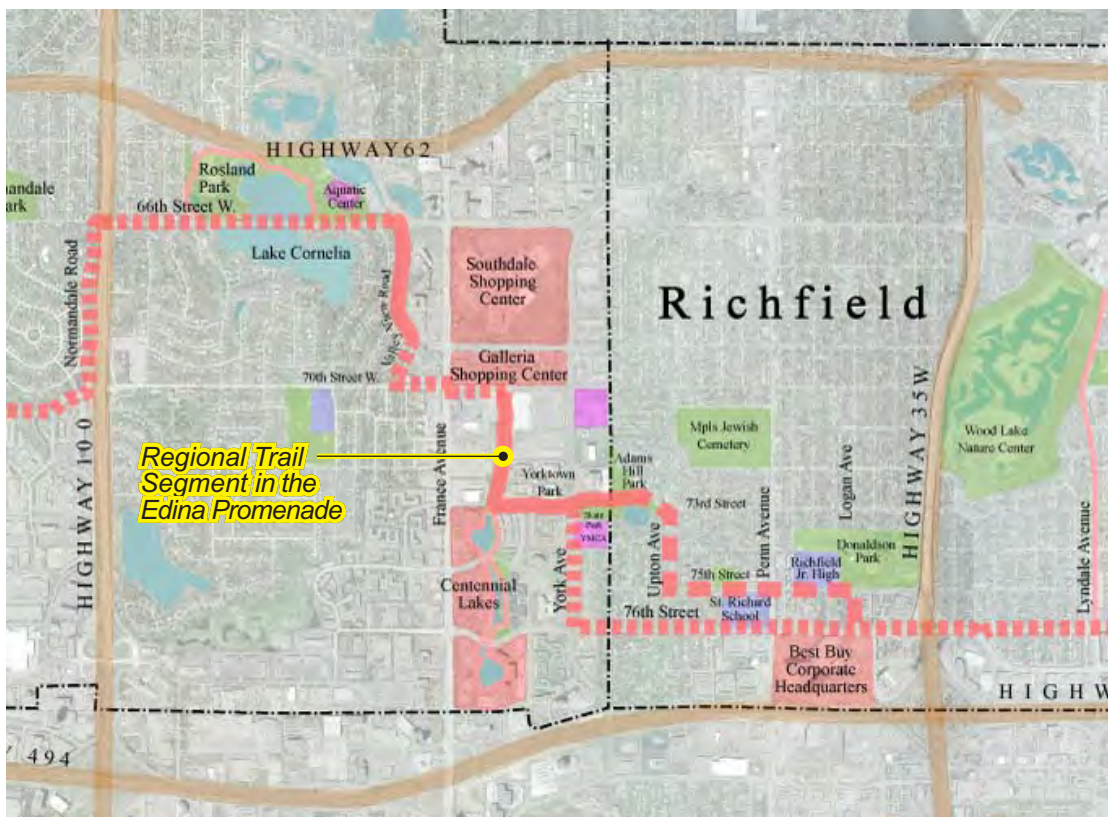 HIGHWAY 62
Rosland
Park
andale
ark
66th Street W.
Aquatic
Center
Lake Cornelia
Normandale Road
Valley View Road
Southdale
Shopping
Center
Richfield
Galleria
Shopping Center
70th Street W.
HIGHWAY 100
France Avenue
Regional Trail
Segment in the
Edina Promenade
Yorktown
Park
Adams
Hill
Park
Mpls Jewish
Cemetery
Wood Lake
Nature Center
HIGHWAY 35W
Logan Ave
Penn Avenue
73rd Street
Donaldson
Park
Park
YMCA
Upton Ave
York Ave
75th Street
Richfield
Jr. High
Lyndale Avenue
Centennial
Lakes
76th Street
St. Richard
School
Best Buy
Corporate
Headquarters
HIGHW
Y 494